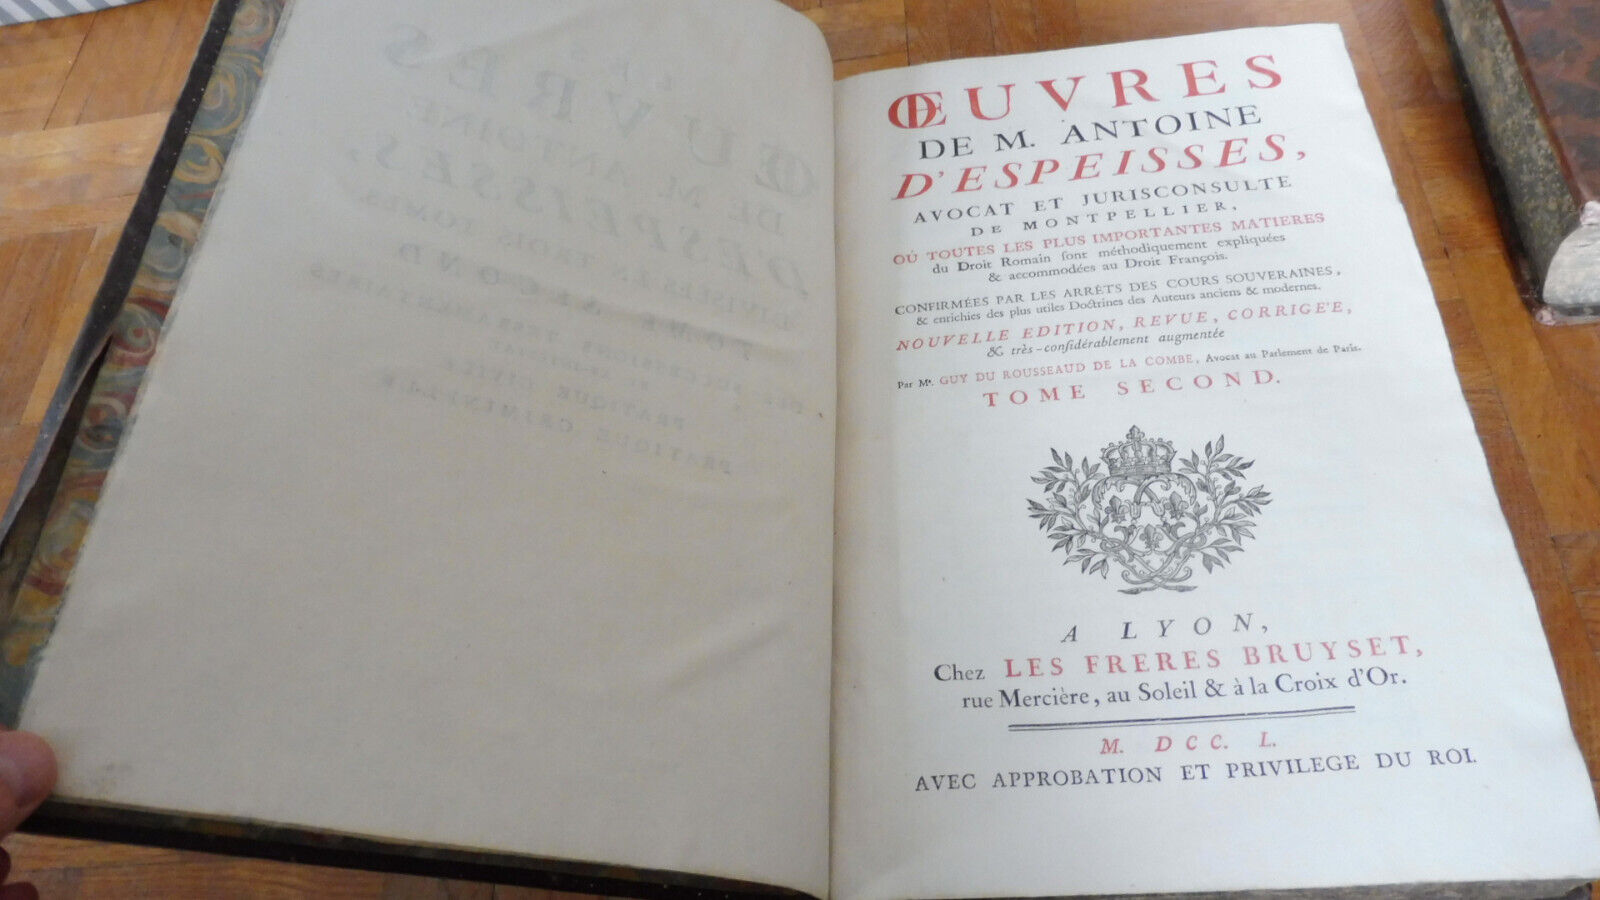 ŒUVRES
DE M. ANTOINE
D'ESPEISSES,
AVOCAT ET JURISCONSULTE
DE MONTPELLIER,
OÙ TOUTES LES PLUS IMPORTANTES MATIERES
du Droit Romain ſont méthodiquement expliquées
& accommodées au Droit François.
CONFIRMÉES PAR LES ARRÊTS DES COURS SOUVERAINES,
& enrichies des plus utiles Doctrines des Auteurs anciens & modernes.
NOUVELLE EDITION, REVUE, CORRIGE'E,
& très-conſidérablement augmentée
Par Me. GUY DU ROUSSEAUD DE LA COMBE, Avocat au Parlement de Paris.
TOME SECOND.
A LYON,
Chez LES FRERES BRUYSET,
rue Mercière, au Soleil & à la Croix d'Or.
M. DCC. L.
AVEC APPROBATION ET PRIVILEGE DU ROI.